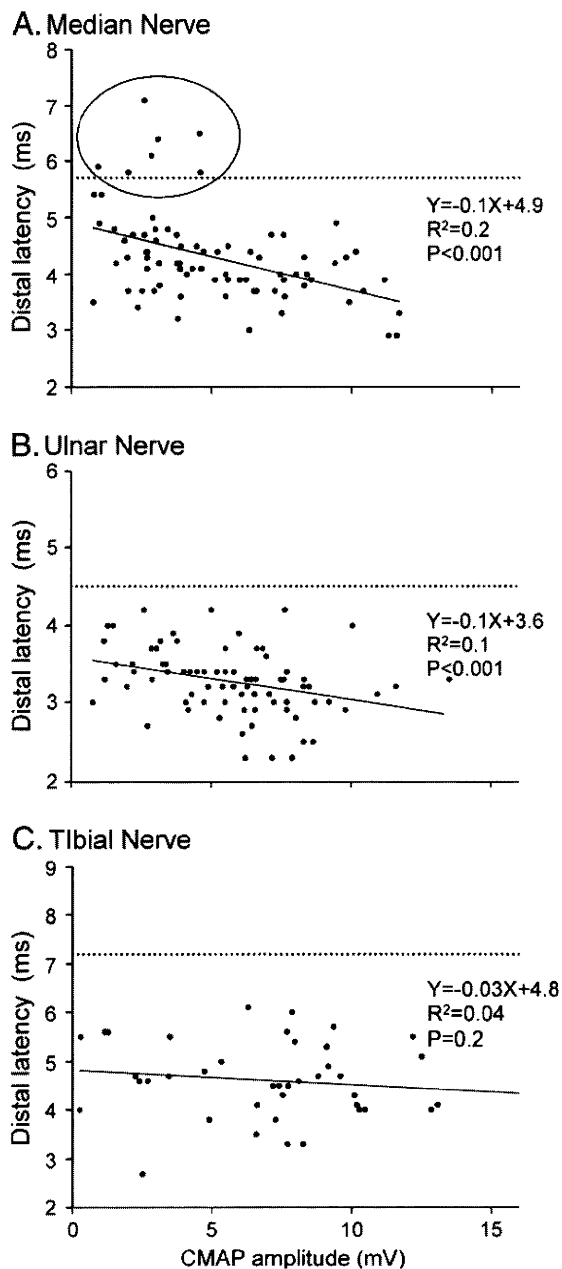 A. Median Nerve
8
7
6
5
4
3
2
Distal latency (ms)
Y=-0.1X+4.9
R²=0.2
P<0.001
B. Ulnar Nerve
6
5
4
3
2
Distal latency (ms)
Y=-0.1X+3.6
R²=0.1
P<0.001
C. TIbial Nerve
9
8
7
6
5
4
3
2
Distal latency (ms)
Y=-0.03X+4.8
R²=0.04
P=0.2
0 5 10 15
CMAP amplitude (mV)